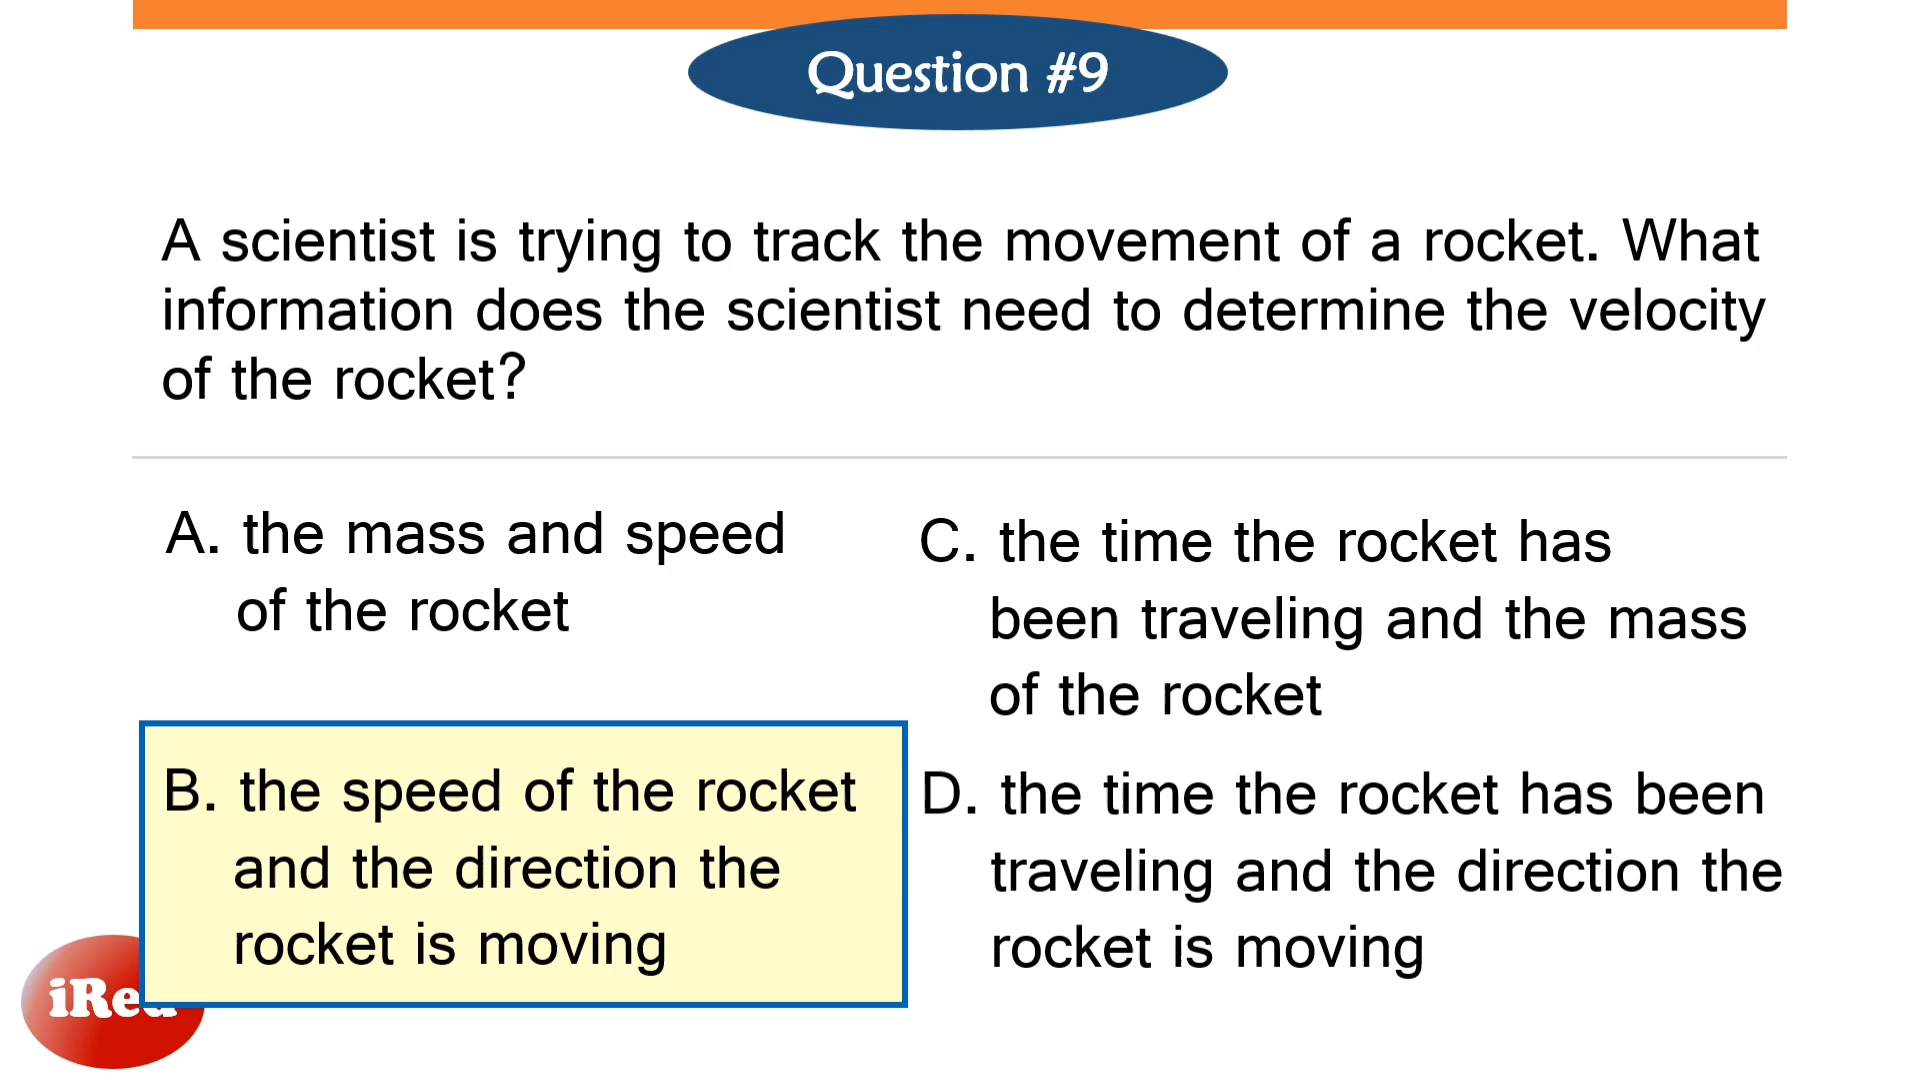 Question #9
A scientist is trying to track the movement of a rocket. What
information does the scientist need to determine the velocity
of the rocket?
A. the mass and speed
of the rocket
B. the speed of the rocket
and the direction the
rocket is moving
C. the time the rocket has
been traveling and the mass
of the rocket
D. the time the rocket has been
traveling and the direction the
rocket is moving